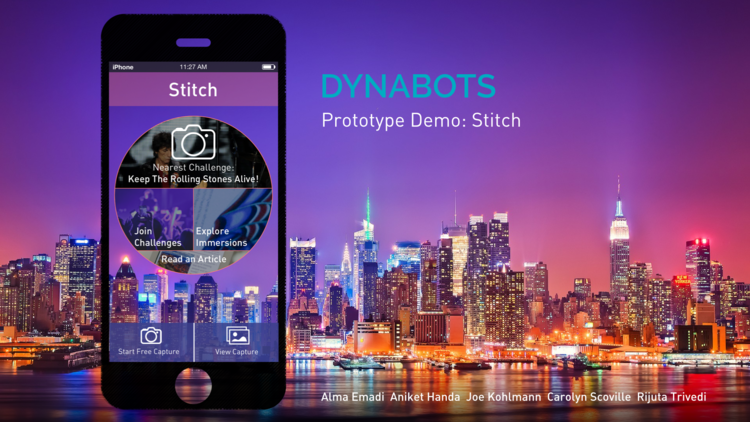 iPhone 11:27 AM
Stitch
Nearest Challenge:
Keep The Rolling Stones Alive!
Join
Challenges
Explore
Immersions
Read an Article
Start Free Capture
View Capture
DYNABOTS
Prototype Demo: Stitch
Alma Emadi Aniket Handa Joe Kohlmann Carolyn Scoville Rijuta Trivedi